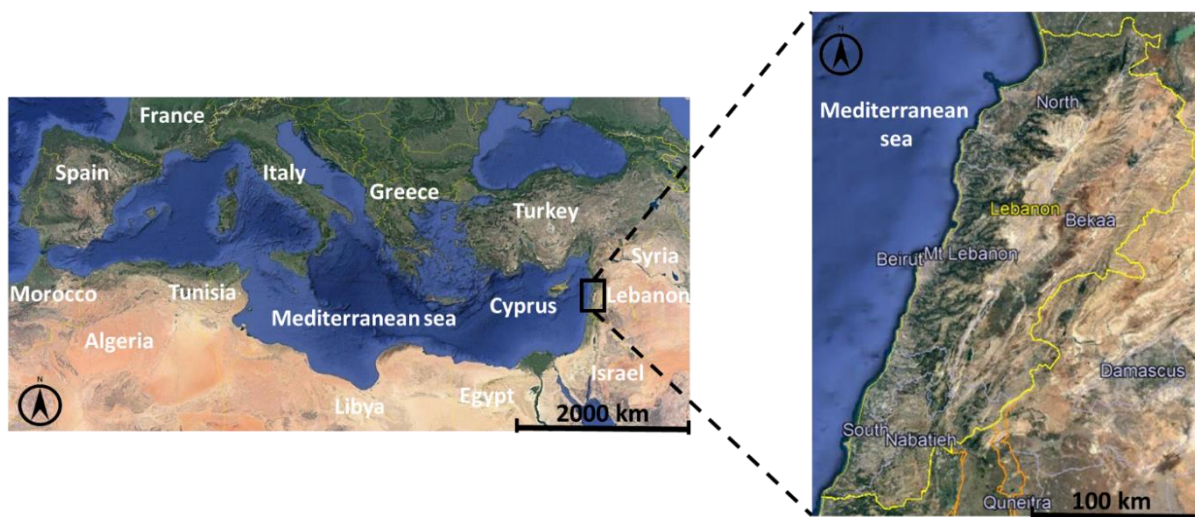 N
France
Spain
Italy
Greece
Turkey
Syria
Morocco
Tunisia
Cyprus
Lebanon
Mediterranean sea
Algeria
Israel
Egypt
Libya
N
2000 km
N
North
Mediterranean
sea
Lebanon
Bekaa
Beirut
Mt Lebanon
Damascus
South
Nabatieh
Quneitra
100 km